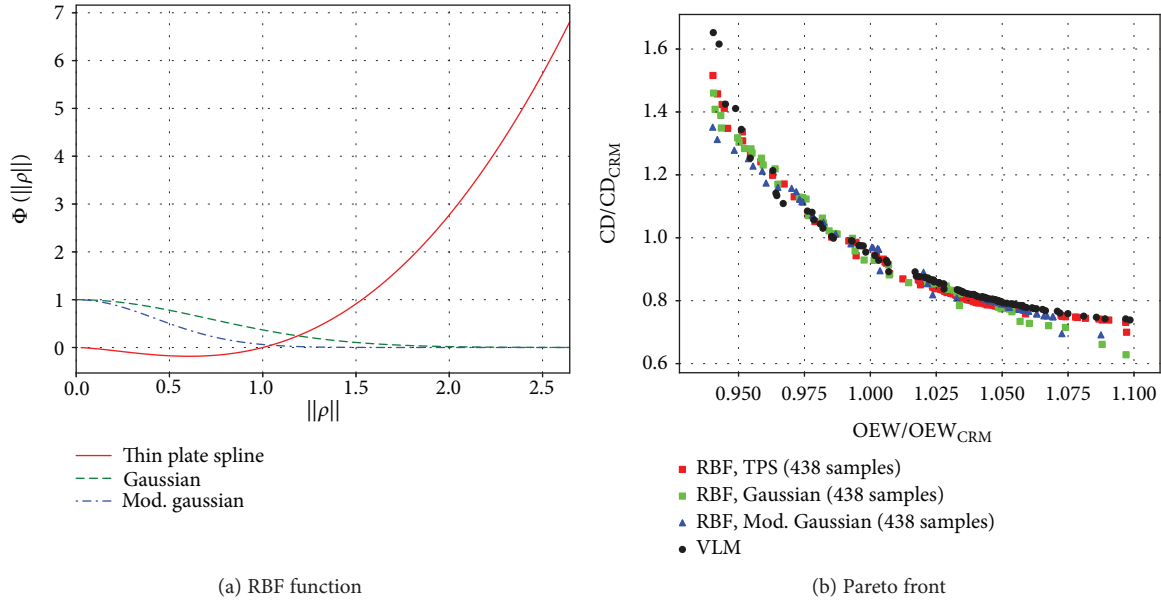 7
6
5
4
3
2
1
0
Φ (||ρ||)
0.0 0.5 1.0 1.5 2.0 2.5
||ρ||
Thin plate spline
Gaussian
Mod. gaussian
(a) RBF function
1.6
1.4
1.2
1.0
0.8
0.6
CD/CD_CRM
0.950 0.975 1.000 1.025 1.050 1.075 1.100
OEW/OEW_CRM
RBF, TPS (438 samples)
RBF, Gaussian (438 samples)
RBF, Mod. Gaussian (438 samples)
VLM
(b) Pareto front